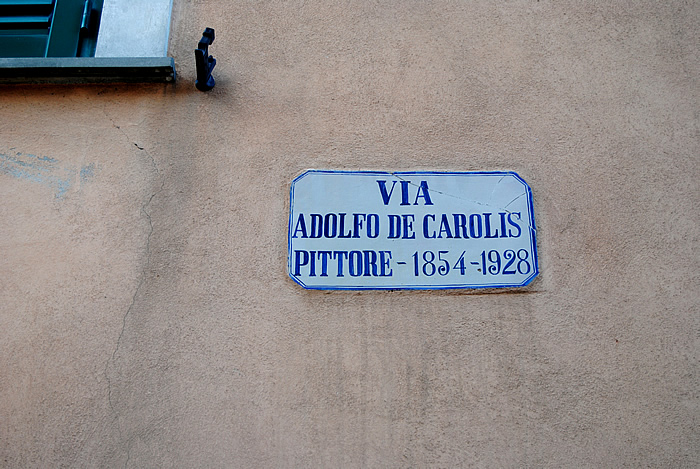 VIA
ADOLFO DE CAROLIS
PITTORE - 1854 - 1928